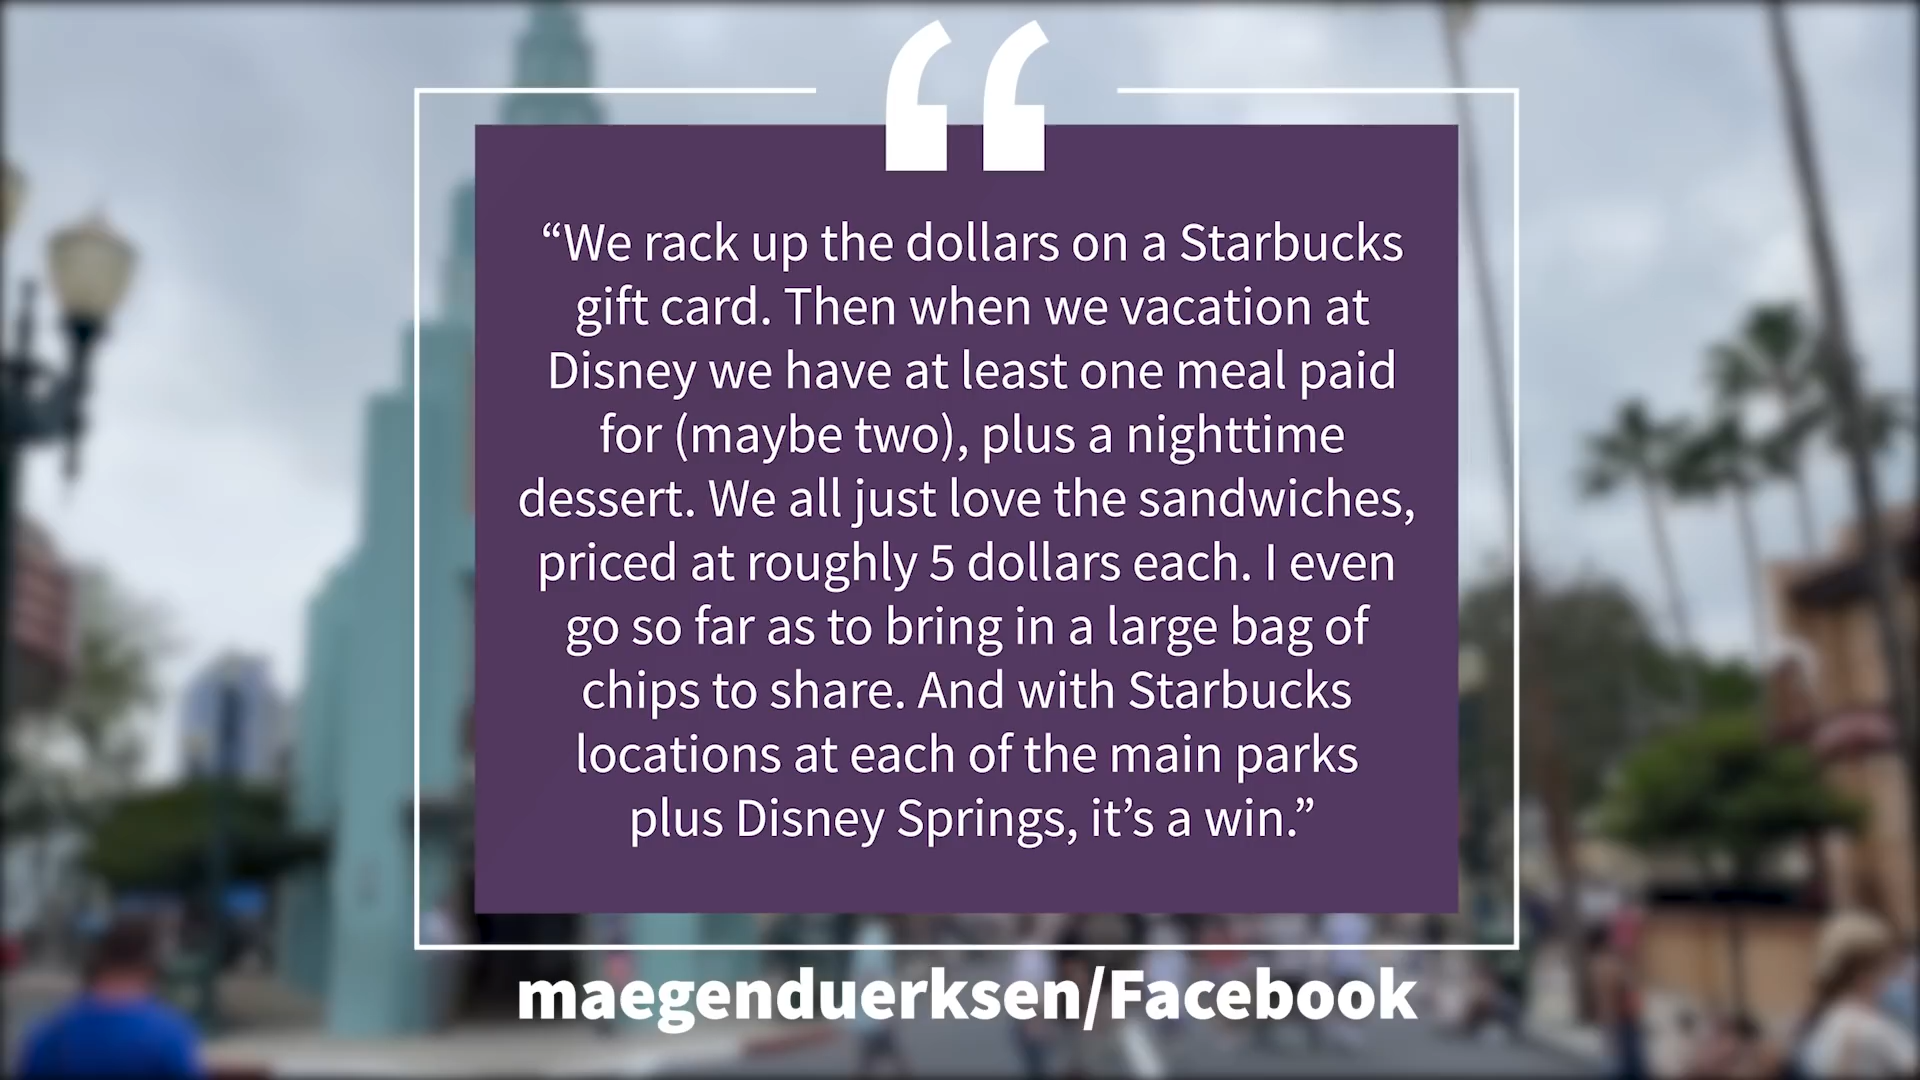 “We rack up the dollars on a Starbucks
gift card. Then when we vacation at
Disney we have at least one meal paid
for (maybe two), plus a nighttime
dessert. We all just love the sandwiches,
priced at roughly 5 dollars each. I even
go so far as to bring in a large bag of
chips to share. And with Starbucks
locations at each of the main parks
plus Disney Springs, it’s a win.”
maegenduerksen/Facebook